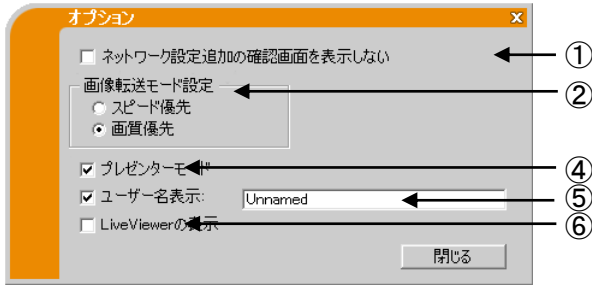 オプション
ネットワーク設定追加の確認画面を表示しない
①
画像転送モード設定
②
スピード優先
画質優先
プレゼンターモード
④
ユーザー名表示:
Unnamed
⑤
LiveViewerの表示
⑥
閉じる